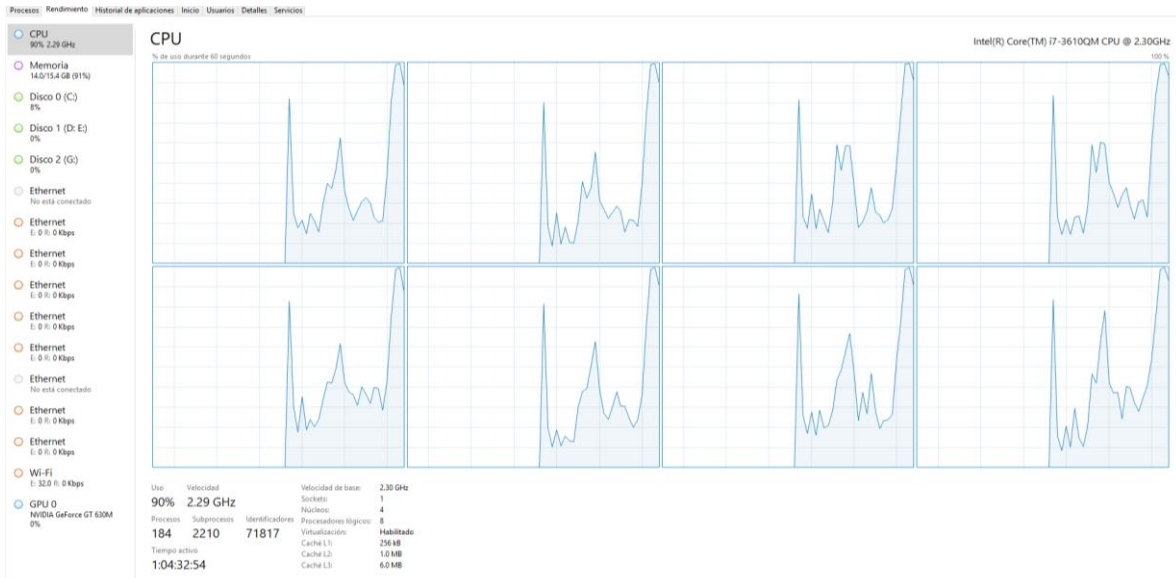 Procesos Rendimiento Historial de aplicaciones Inicio Usuarios Detalles Servicios
CPU
90% 2.29 GHz
Memoria
14.0/15.4 GB (91%)
Disco 0 (C:)
8%
Disco 1 (D: E:)
0%
Disco 2 (G:)
0%
Ethernet
No está conectado
Ethernet
E: 0 R: 0 Kbps
Ethernet
E: 0 R: 0 Kbps
Ethernet
E: 0 R: 0 Kbps
Ethernet
E: 0 R: 0 Kbps
Ethernet
E: 0 R: 0 Kbps
Ethernet
No está conectado
Ethernet
E: 0 R: 0 Kbps
Ethernet
E: 0 R: 0 Kbps
Wi-Fi
E: 32.0 R: 0 Kbps
GPU 0
NVIDIA GeForce GT 630M
0%
CPU
Intel(R) Core(TM) i7-3610QM CPU @ 2.30GHz
% de uso durante 60 segundos
100 %
Uso Velocidad
90% 2.29 GHz
Procesos Subprocesos Identificadores
184 2210 71817
Tiempo activo
1:04:32:54
Velocidad de base: 2.30 GHz
Sockets: 1
Núcleos: 4
Procesadores lógicos: 8
Virtualización: Habilitado
Caché L1: 256 kB
Caché L2: 1.0 MB
Caché L3: 6.0 MB